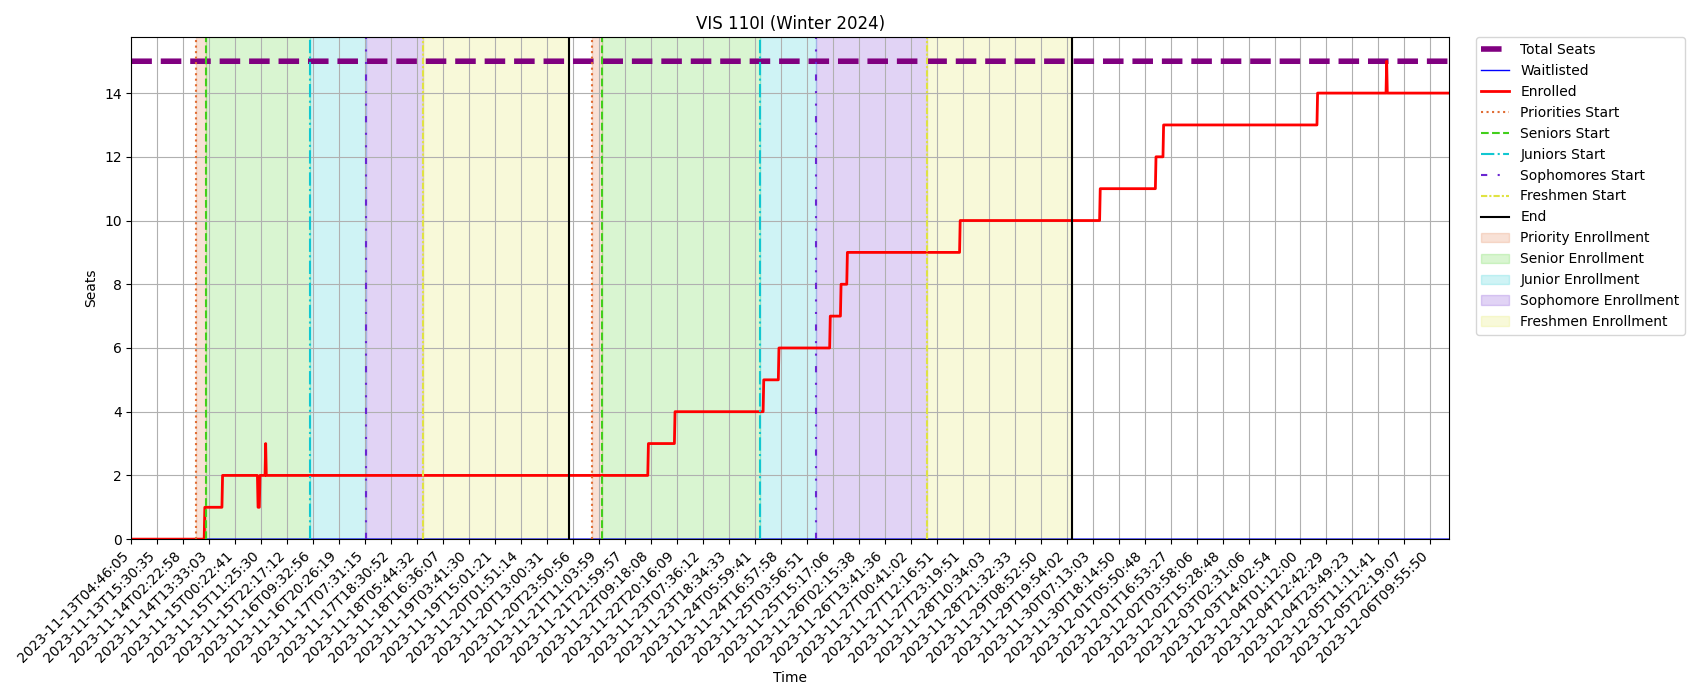 VIS 110I (Winter 2024)
Total Seats
Waitlisted
Enrolled
Priorities Start
Seniors Start
Juniors Start
Sophomores Start
Freshmen Start
End
Priority Enrollment
Senior Enrollment
Junior Enrollment
Sophomore Enrollment
Freshmen Enrollment
Seats
14
12
10
8
6
4
2
0
2023-11-13T04:46:05
2023-11-13T15:30:35
2023-11-14T02:22:58
2023-11-14T13:33:03
2023-11-15T00:22:41
2023-11-15T11:25:30
2023-11-15T22:17:12
2023-11-16T09:32:56
2023-11-16T20:26:19
2023-11-17T07:31:15
2023-11-17T18:30:52
2023-11-18T05:44:32
2023-11-18T16:36:07
2023-11-19T03:41:30
2023-11-19T15:01:21
2023-11-20T01:51:14
2023-11-20T13:00:31
2023-11-20T23:50:56
2023-11-21T11:03:59
2023-11-21T21:59:57
2023-11-22T09:18:08
2023-11-22T20:16:09
2023-11-23T07:36:12
2023-11-23T18:34:33
2023-11-24T05:59:41
2023-11-24T16:57:58
2023-11-25T03:56:51
2023-11-25T15:17:06
2023-11-26T02:15:38
2023-11-26T13:41:36
2023-11-27T00:41:02
2023-11-27T12:16:51
2023-11-27T23:19:51
2023-11-28T10:34:03
2023-11-28T21:32:33
2023-11-29T08:52:50
2023-11-29T19:54:02
2023-11-30T07:13:03
2023-11-30T18:14:50
2023-12-01T05:50:48
2023-12-01T16:53:27
2023-12-02T03:58:06
2023-12-02T15:28:48
2023-12-03T02:31:06
2023-12-03T14:02:54
2023-12-04T01:12:00
2023-12-04T12:42:29
2023-12-04T23:49:23
2023-12-05T11:11:41
2023-12-05T22:19:07
2023-12-06T09:55:50
Time